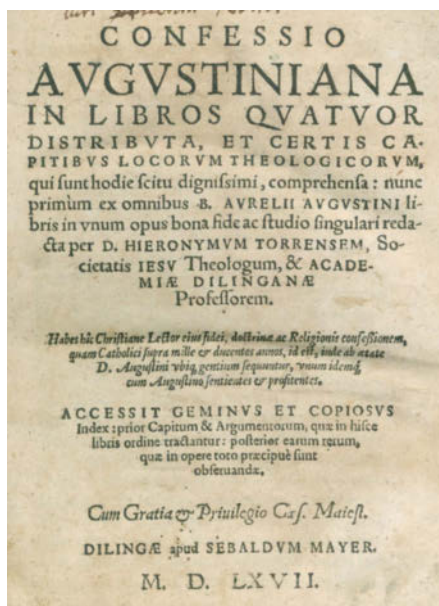 CONFESSIO
AVGVSTINIANA
IN LIBROS QVATVOR
DISTRIBVTA, ET CERTIS CA-
PITIBVS LOCORVM THEOLOGICORVM,
qui sunt hodie scitu dignissimi, comprehensa: nunc
primùm ex omnibus B. AVRELII AVGVSTINI li-
bris in vnum opus bona fide ac studio singulari reda-
cta per D. HIERONYMVM TORRENSEM, So-
cietatis IESV Theologum, & ACADE-
MIÆ DILINGANÆ
Professorem.
Habes hîc Christiane Lector eius fidei, doctrinæ ac Religionis confessionem,
quam Catholici supra mille & ducentos annos, id est, inde ab ætate
D. Augustini vbiq; gentium sequuntur, vnum idemq;
cum Augustino sentientes & profitentes.
ACCESSIT GEMINVS ET COPIOSVS
Index: prior Capitum & Argumentorum, quæ in hisce
libris ordine tractantur: posterior earum rerum,
quæ in opere toto præcipuè sunt
obseruandæ.
Cum Gratia & Priuilegio Cæs. Maiest.
DILINGÆ apud SEBALDVM MAYER.
M. D. LXVII.